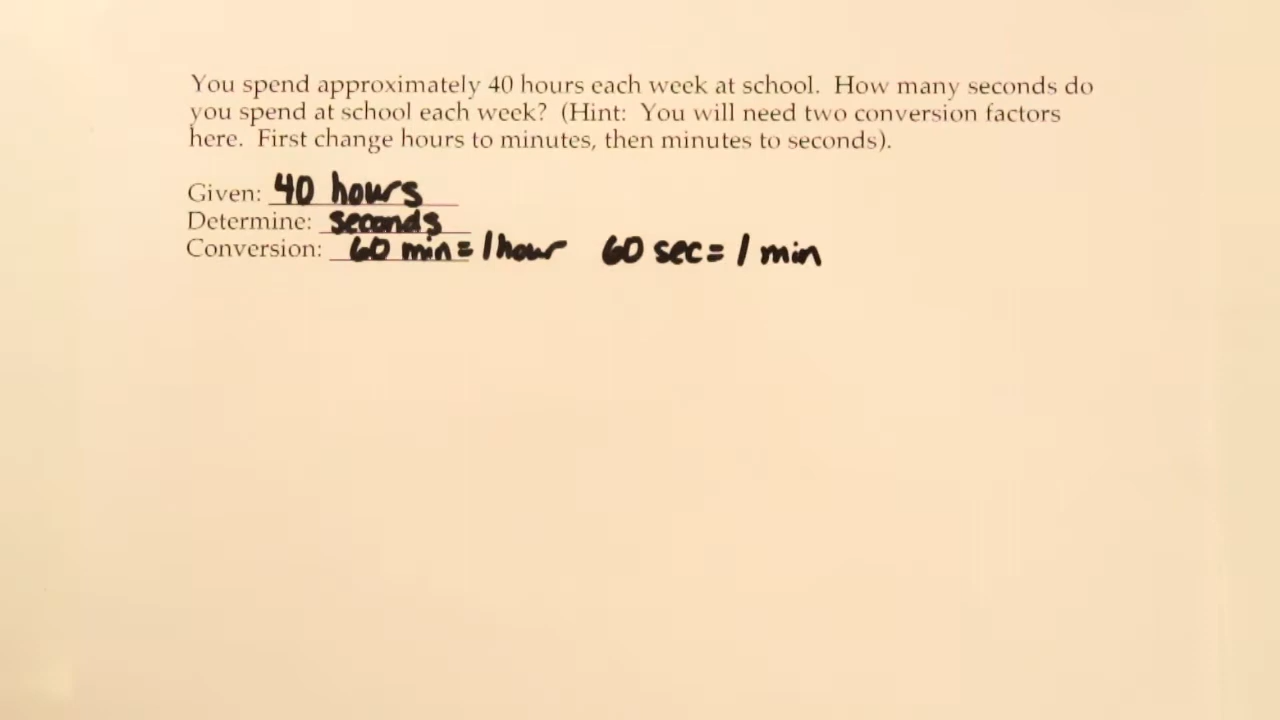 You spend approximately 40 hours each week at school. How many seconds do
you spend at school each week? (Hint: You will need two conversion factors
here. First change hours to minutes, then minutes to seconds).
Given: 40 hours
Determine: seconds
Conversion: 60 min = 1 hour 60 sec = 1 min